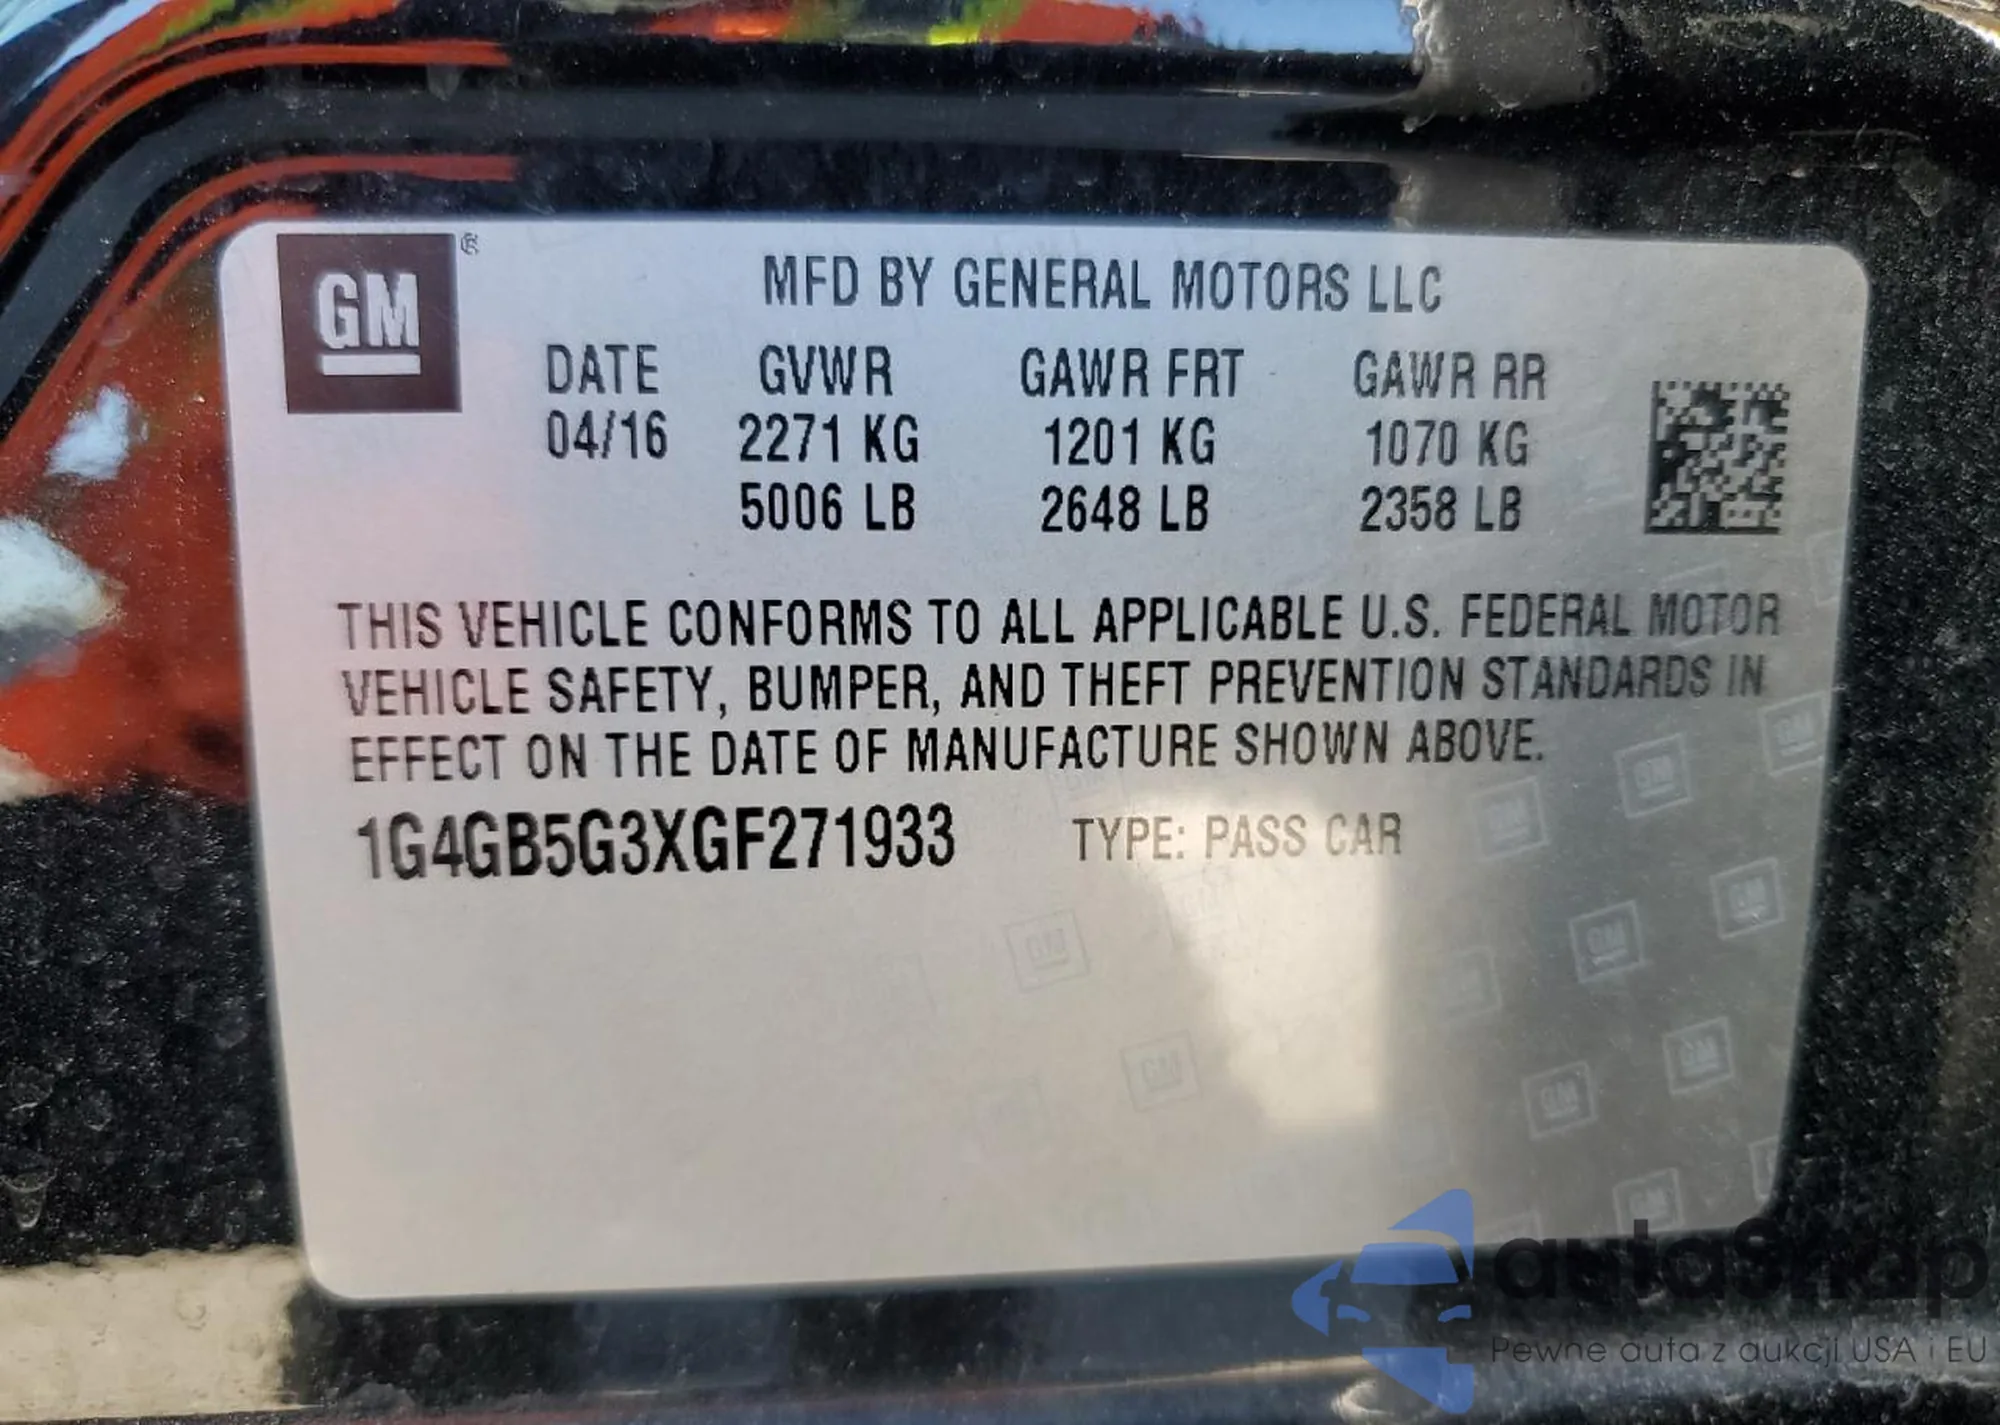 GM ®
MFD BY GENERAL MOTORS LLC
DATE GVWR GAWR FRT GAWR RR
04/16 2271 KG 1201 KG 1070 KG
5006 LB 2648 LB 2358 LB
THIS VEHICLE CONFORMS TO ALL APPLICABLE U.S. FEDERAL MOTOR
VEHICLE SAFETY, BUMPER, AND THEFT PREVENTION STANDARDS IN
EFFECT ON THE DATE OF MANUFACTURE SHOWN ABOVE.
1G4GB5G3XGF271933 TYPE: PASS CAR
autaSnap
Pewne auta z aukcji USA i EU